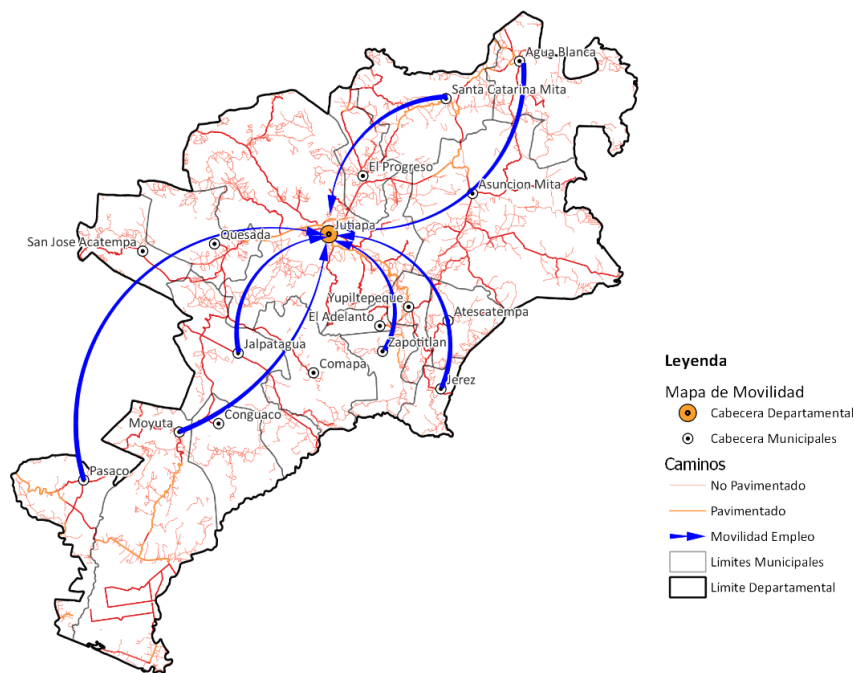 Agua Blanca
Santa Catarina Mita
El Progreso
Asuncion Mita
Jutiapa
Quesada
San Jose Acatempa
Yupiltepeque
El Adelanto
Atescatempa
Zapotitlan
Jalpatagua
Comapa
Jerez
Conguaco
Moyuta
Pasaco
Leyenda
Mapa de Movilidad
Cabecera Departamental
Cabecera Municipales
Caminos
No Pavimentado
Pavimentado
Movilidad Empleo
Límites Municipales
Límite Departamental